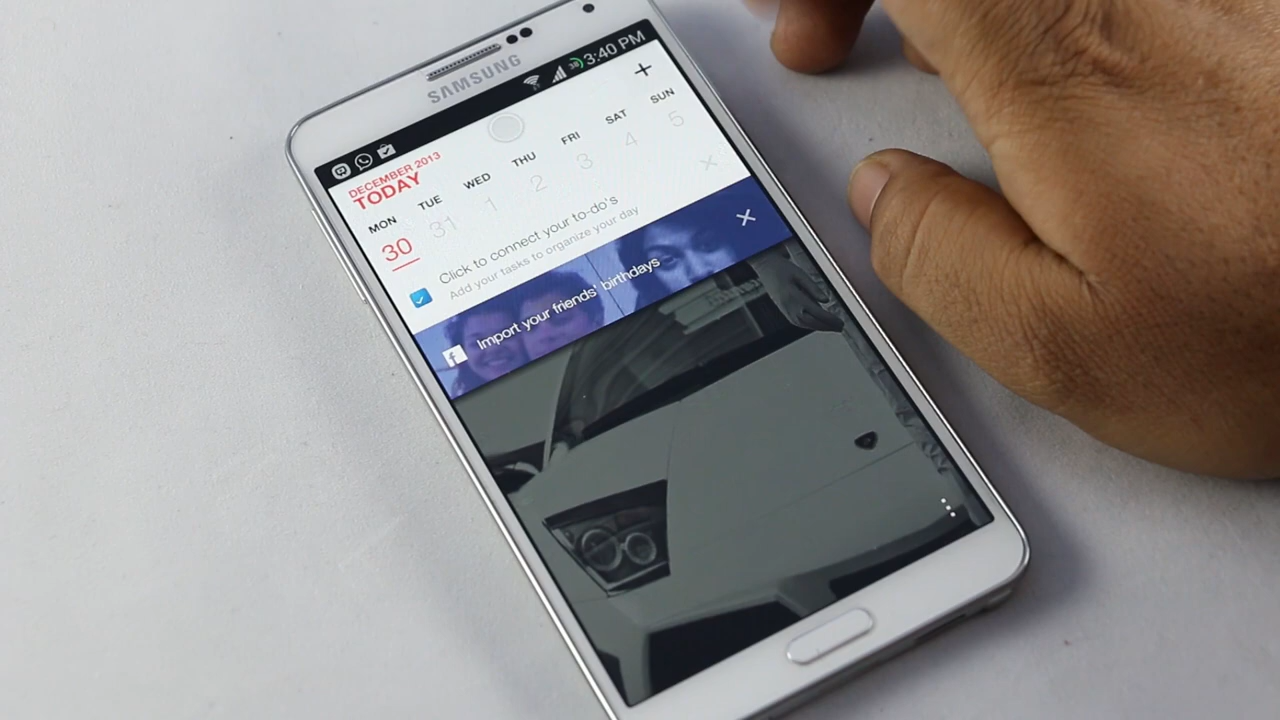 SAMSUNG
38 3:40 PM
+
DECEMBER 2013
TODAY
MON TUE WED THU FRI SAT SUN
30 31 1 2 3 4 5
Click to connect your to-do's
Add your tasks to organize your day
f Import your friends' birthdays